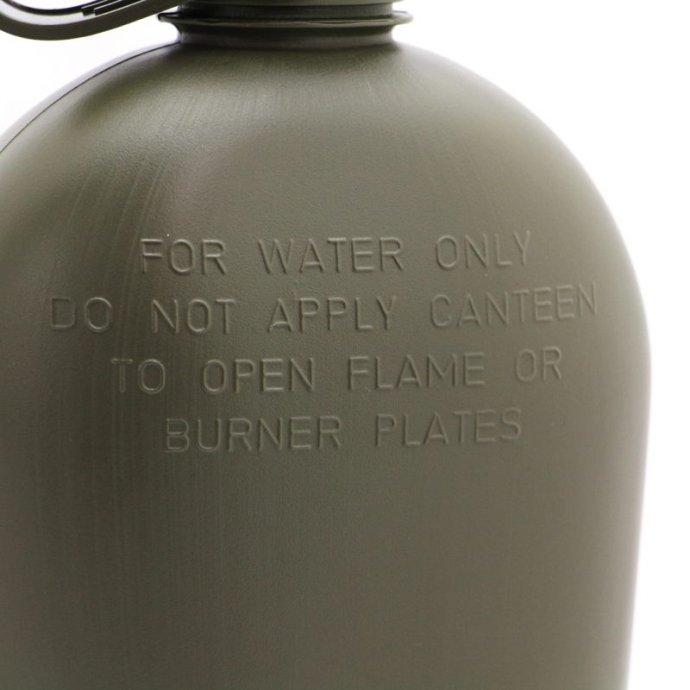 FOR WATER ONLY
DO NOT APPLY CANTEEN
TO OPEN FLAME OR
BURNER PLATES